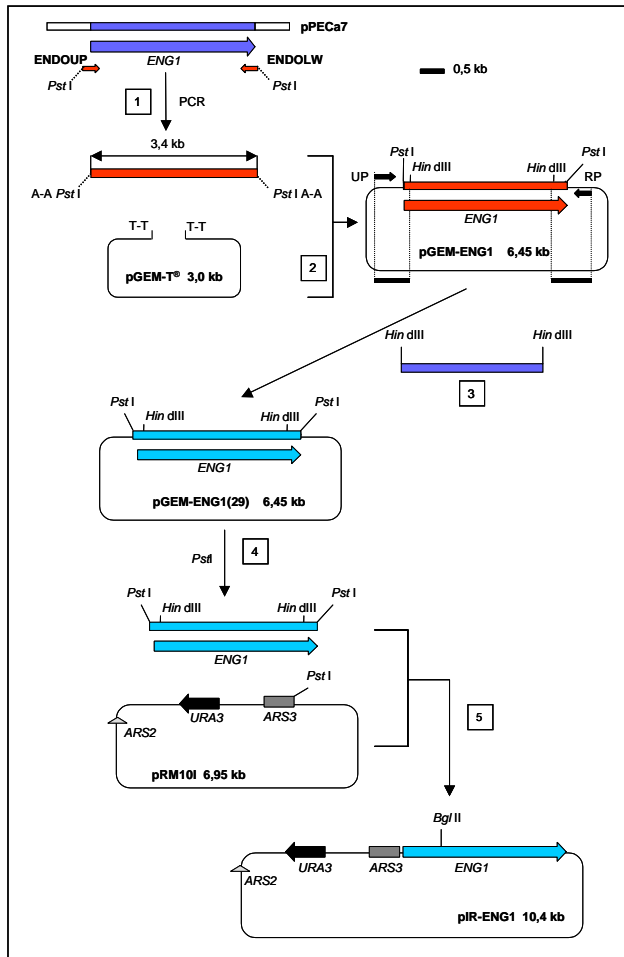 pPECa7
ENDOUP
ENG1
ENDOLW
Pst I
Pst I
0,5 kb
1
PCR
3,4 kb
A-A Pst I
Pst I A-A
T-T
T-T
pGEM-T® 3,0 kb
2
Pst I
Hin dIII
Hin dIII
Pst I
UP
RP
ENG1
pGEM-ENG1 6,45 kb
Hin dIII
Hin dIII
3
Pst I
Hin dIII
Hin dIII
Pst I
ENG1
pGEM-ENG1(29) 6,45 kb
PstI
4
Pst I
Hin dIII
Hin dIII
Pst I
ENG1
Pst I
URA3
ARS3
ARS2
pRM10I 6,95 kb
5
Bgl II
URA3
ARS3
ENG1
ARS2
pIR-ENG1 10,4 kb